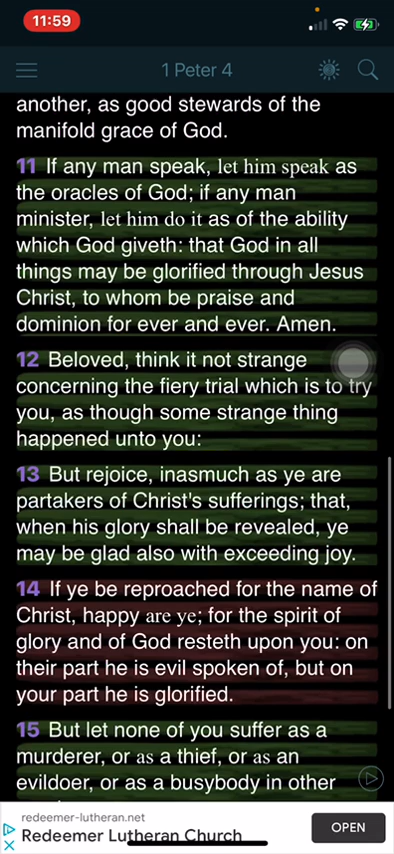 11:59
1 Peter 4
another, as good stewards of the
manifold grace of God.
11 If any man speak, let him speak as
the oracles of God; if any man
minister, let him do it as of the ability
which God giveth: that God in all
things may be glorified through Jesus
Christ, to whom be praise and
dominion for ever and ever. Amen.
12 Beloved, think it not strange
concerning the fiery trial which is to try
you, as though some strange thing
happened unto you:
13 But rejoice, inasmuch as ye are
partakers of Christ's sufferings; that,
when his glory shall be revealed, ye
may be glad also with exceeding joy.
14 If ye be reproached for the name of
Christ, happy are ye; for the spirit of
glory and of God resteth upon you: on
their part he is evil spoken of, but on
your part he is glorified.
15 But let none of you suffer as a
murderer, or as a thief, or as an
evildoer, or as a busybody in other
redeemer-lutheran.net
Redeemer Lutheran Church
OPEN